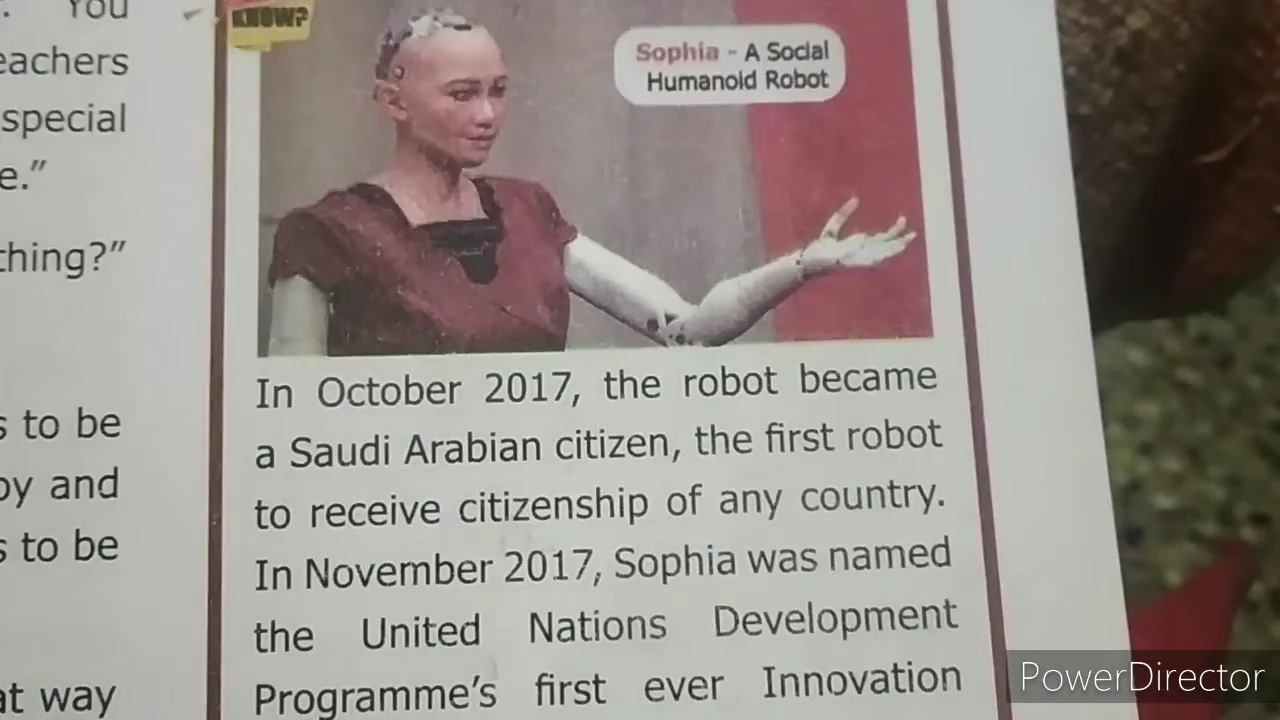 . You
eachers
special
e.”
ching?”
s to be
oy and
s to be
at way
KNOW?
Sophia - A Social
Humanoid Robot
In October 2017, the robot became
a Saudi Arabian citizen, the first robot
to receive citizenship of any country.
In November 2017, Sophia was named
the United Nations Development
Programme’s first ever Innovation
PowerDirector